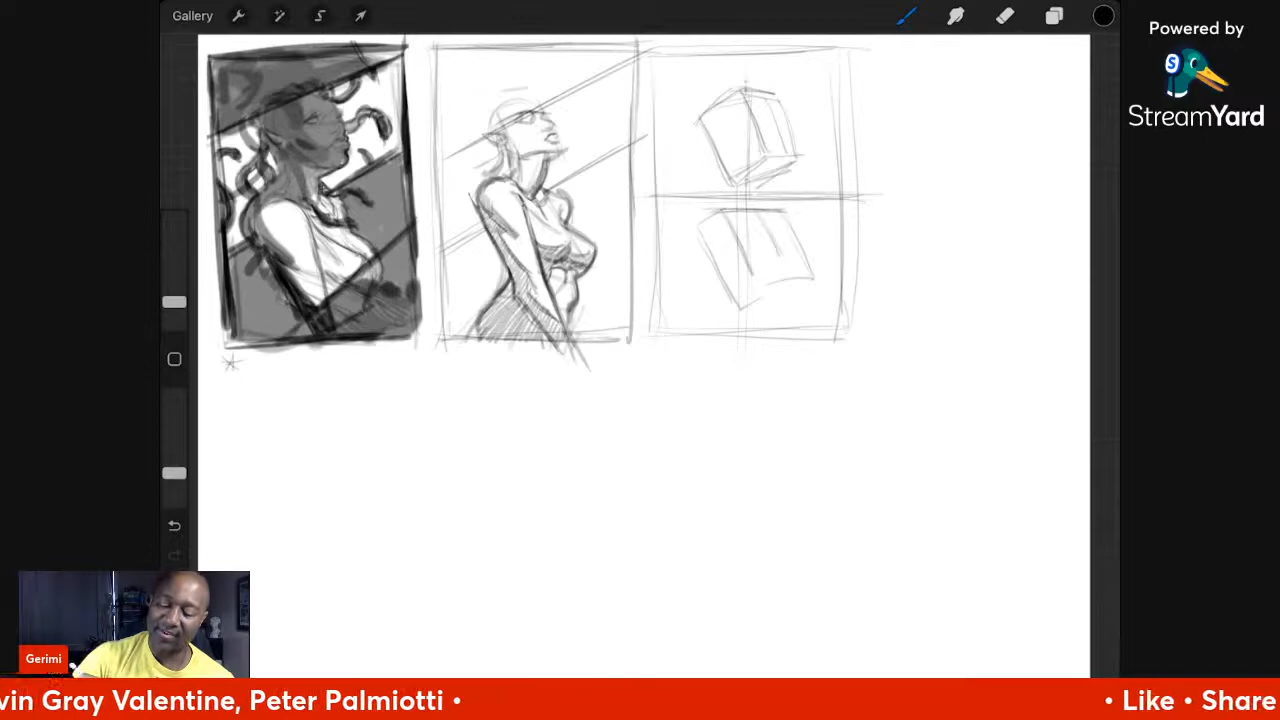 Gallery
Powered by
S
StreamYard
Gerimi
vin Gray Valentine, Peter Palmiotti •
• Like • Share